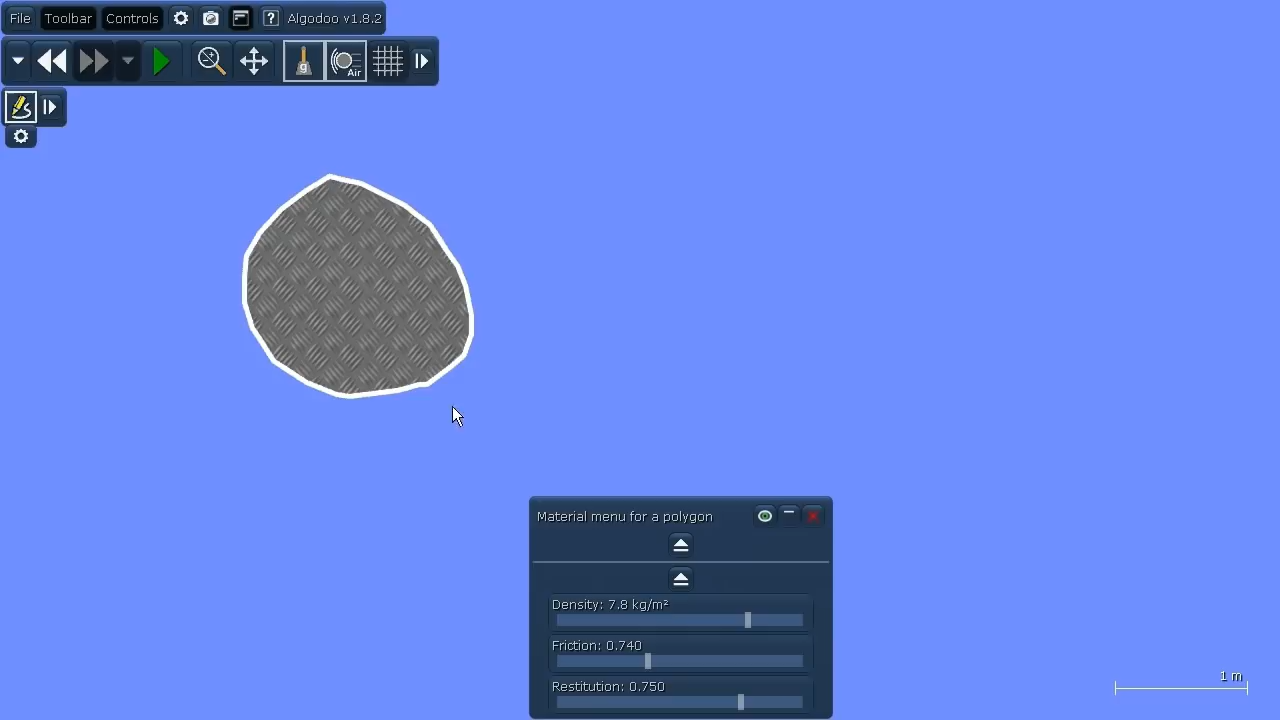 File Toolbar Controls ? Algodoo v1.8.2
g Air
Material menu for a polygon
Density: 7.8 kg/m²
Friction: 0.740
Restitution: 0.750
1 m